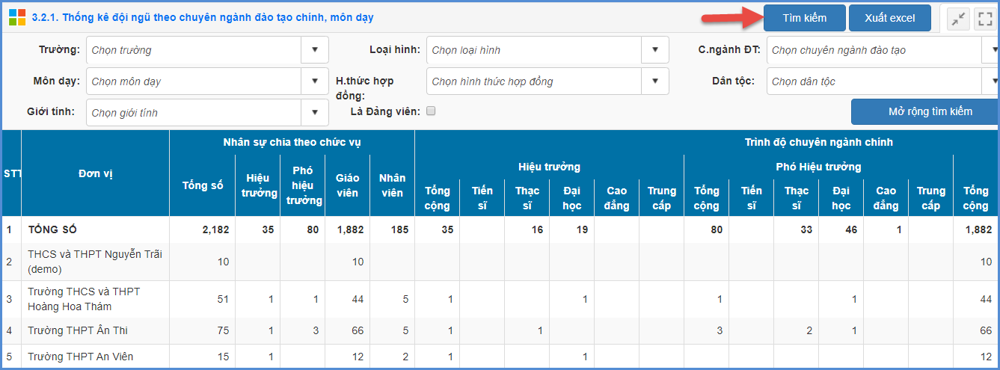 3.2.1. Thống kê đội ngũ theo chuyên ngành đào tạo chính, môn dạy
Tìm kiếm
Xuất excel
Trường: Chọn trường
Loại hình: Chọn loại hình
C.ngành ĐT: Chọn chuyên ngành đào tạo
Môn dạy: Chọn môn dạy
H.thức hợp
đồng:
Chọn hình thức hợp đồng
Dân tộc: Chọn dân tộc
Giới tính: Chọn giới tính
Là Đảng viên:
Mở rộng tìm kiếm
STT
Đơn vị
Nhân sự chia theo chức vụ
Trình độ chuyên ngành chính
Tổng số
Hiệu
trưởng
Phó
hiệu
trưởng
Giáo
viên
Nhân
viên
Hiệu trưởng
Phó Hiệu trưởng
Tổng
cộng
Tiến
sĩ
Thạc
sĩ
Đại
học
Cao
đẳng
Trung
cấp
Tổng
cộng
Tiến
sĩ
Thạc
sĩ
Đại
học
Cao
đẳng
Trung
cấp
Tổng
cộng
1 TỔNG SỐ 2,182 35 80 1,882 185 35 16 19 80 33 46 1 1,882
2 THCS và THPT Nguyễn Trãi
(demo)
10 10 10
3 Trường THCS và THPT
Hoàng Hoa Thám
51 1 1 44 5 1 1 1 1 44
4 Trường THPT Ân Thi 75 1 3 66 5 1 1 3 2 1 66
5 Trường THPT An Viên 15 1 12 2 1 1 12